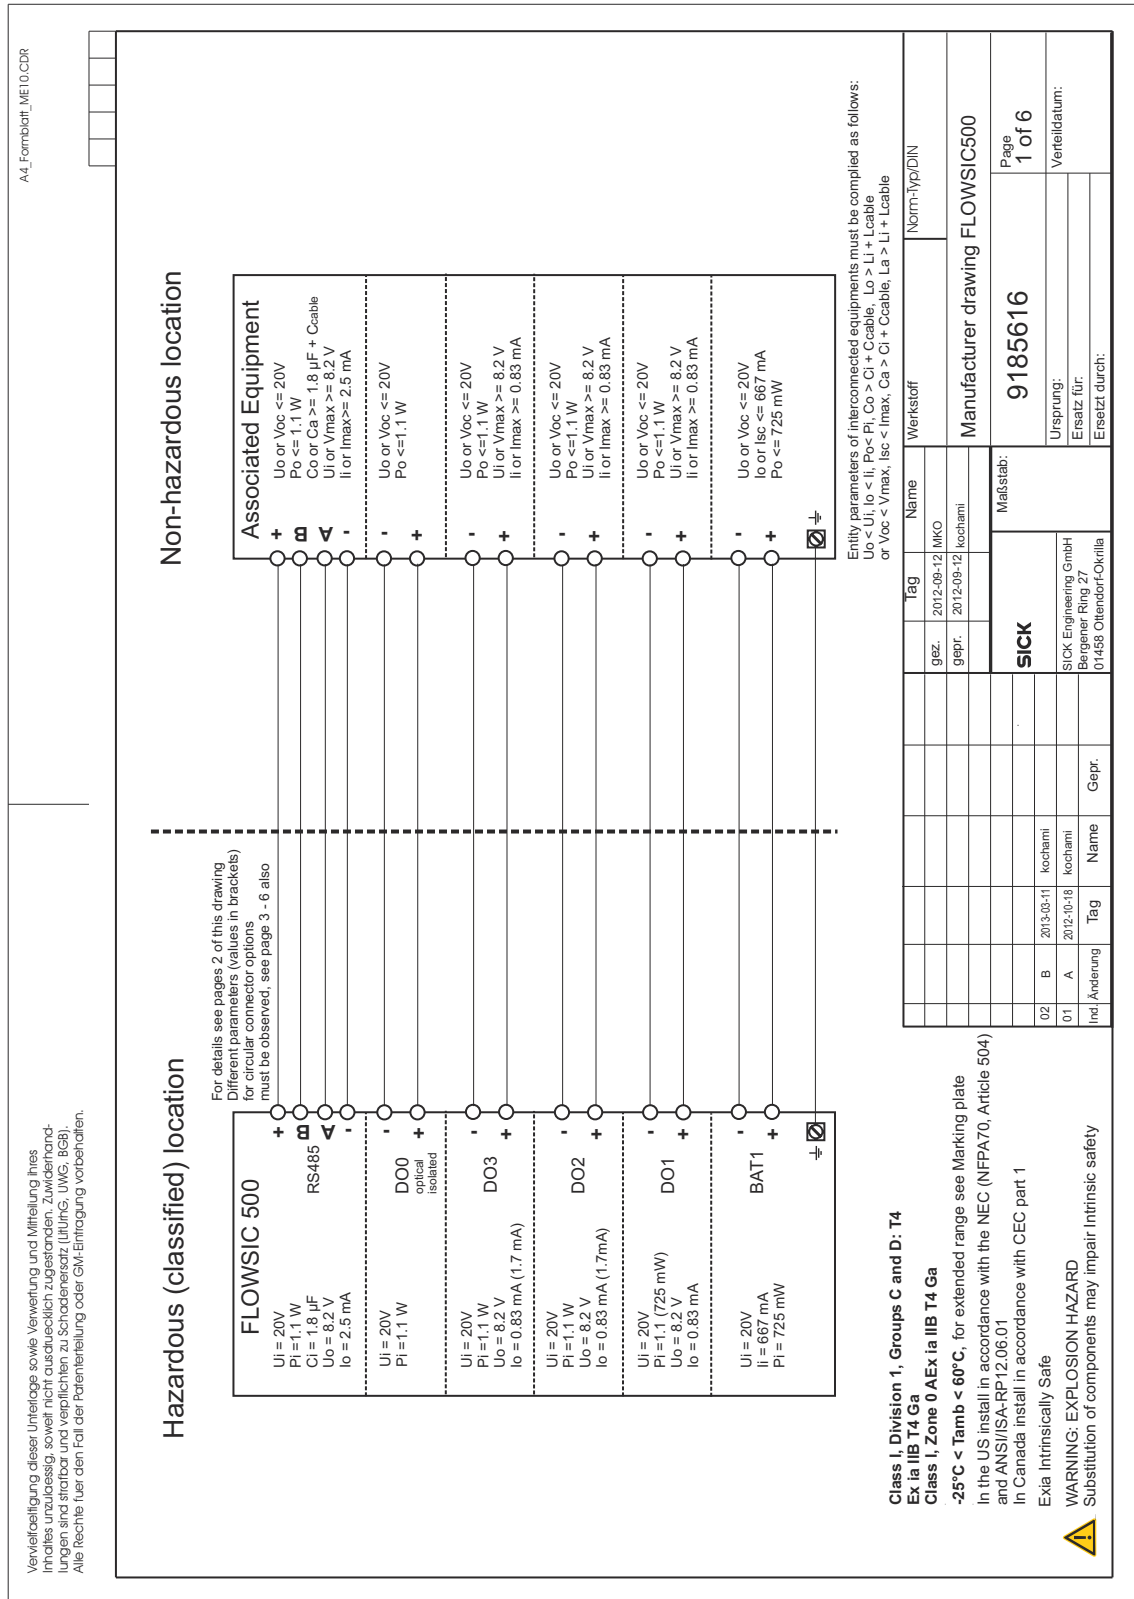 A4_Formblatt_ME10.CDR
Vervielfaeltigung dieser Unterlage sowie Verwertung und Mitteilung ihres
Inhaltes unzulaessig, soweit nicht ausdruecklich zugestanden. Zuwiderhand-
lungen sind strafbar und verpflichten zu Schadenersatz (LitUrhG, UWG, BGB).
Alle Rechte fuer den Fall der Patenterteilung oder GM-Eintragung vorbehalten.
Hazardous (classified) location
Non-hazardous location
For details see pages 2 of this drawing
Different parameters (values in brackets)
for circular connector options
must be observed, see page 3 - 6 also
FLOWSIC 500
Ui = 20V
Pi = 1.1 W
Ci = 1.8 µF
Uo = 8.2 V
Io = 2.5 mA
RS485
+
B
A
-
Ui = 20V
Pi = 1.1 W
DO0
optical
isolated
-
+
Ui = 20V
Pi = 1.1 W
Uo = 8.2 V
Io = 0.83 mA (1.7 mA)
DO3
-
+
Ui = 20V
Pi = 1.1 W
Uo = 8.2 V
Io = 0.83 mA (1.7mA)
DO2
-
+
Ui = 20V
Pi = 1.1 (725 mW)
Uo = 8.2 V
Io = 0.83 mA
DO1
-
+
Ui = 20V
Ii = 667 mA
Pi = 725 mW
BAT1
-
+
Associated Equipment
+
B
A
-
Uo or Voc <= 20V
Po <= 1.1 W
Co or Ca >= 1.8 µF + Ccable
Ui or Vmax >= 8.2 V
Ii or Imax>= 2.5 mA
-
+
Uo or Voc <= 20V
Po <=1.1 W
-
+
Uo or Voc <= 20V
Po <=1.1 W
Ui or Vmax >= 8.2 V
Ii or Imax >= 0.83 mA
-
+
Uo or Voc <= 20V
Po <=1.1 W
Ui or Vmax >= 8.2 V
Ii or Imax >= 0.83 mA
-
+
Uo or Voc <= 20V
Po <=1.1 W
Ui or Vmax >= 8.2 V
Ii or Imax >= 0.83 mA
-
+
Uo or Voc <= 20V
Io or Isc <= 667 mA
Po <= 725 mW
Entity parameters of interconnected equipments must be complied as follows:
Uo < Ui, Io < Ii, Po< Pi, Co > Ci + Ccable, Lo > Li + Lcable
or Voc < Vmax, Isc < Imax, Ca > Ci + Ccable, La > Li + Lcable
Class I, Division 1, Groups C and D: T4
Ex ia IIB T4 Ga
Class I, Zone 0 AEx ia IIB T4 Ga
-25°C < Tamb < 60°C, for extended range see Marking plate
In the US install in accordance with the NEC (NFPA70, Article 504)
and ANSI/ISA-RP12.06.01
In Canada install in accordance with CEC part 1
Exia Intrinsically Safe
WARNING: EXPLOSION HAZARD
Substitution of components may impair Intrinsic safety
02 B 2013-03-11 kochami
01 A 2012-10-18 kochami
Ind. Änderung Tag Name Gepr.
Tag Name
gez. 2012-09-12 MKO
gepr. 2012-09-12 kochami
Werkstoff
Norm-Typ/DIN
Manufacturer drawing FLOWSIC500
SICK
SICK Engineering GmbH
Bergener Ring 27
01458 Ottendorf-Okrilla
Maßstab:
9185616
Page
1 of 6
Ursprung:
Ersatz für:
Ersetzt durch:
Verteildatum: